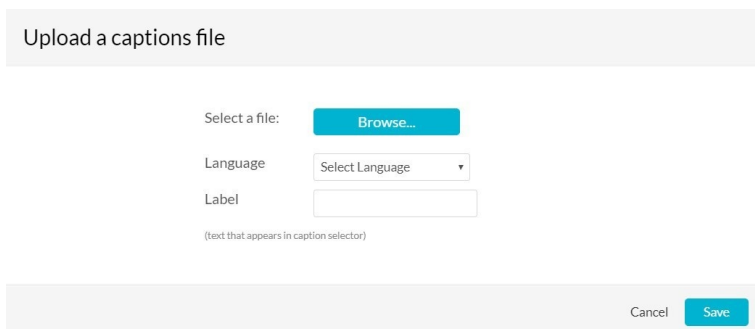 Upload a captions file
Select a file:
Browse...
Language
Select Language
Label
(text that appears in caption selector)
Cancel
Save